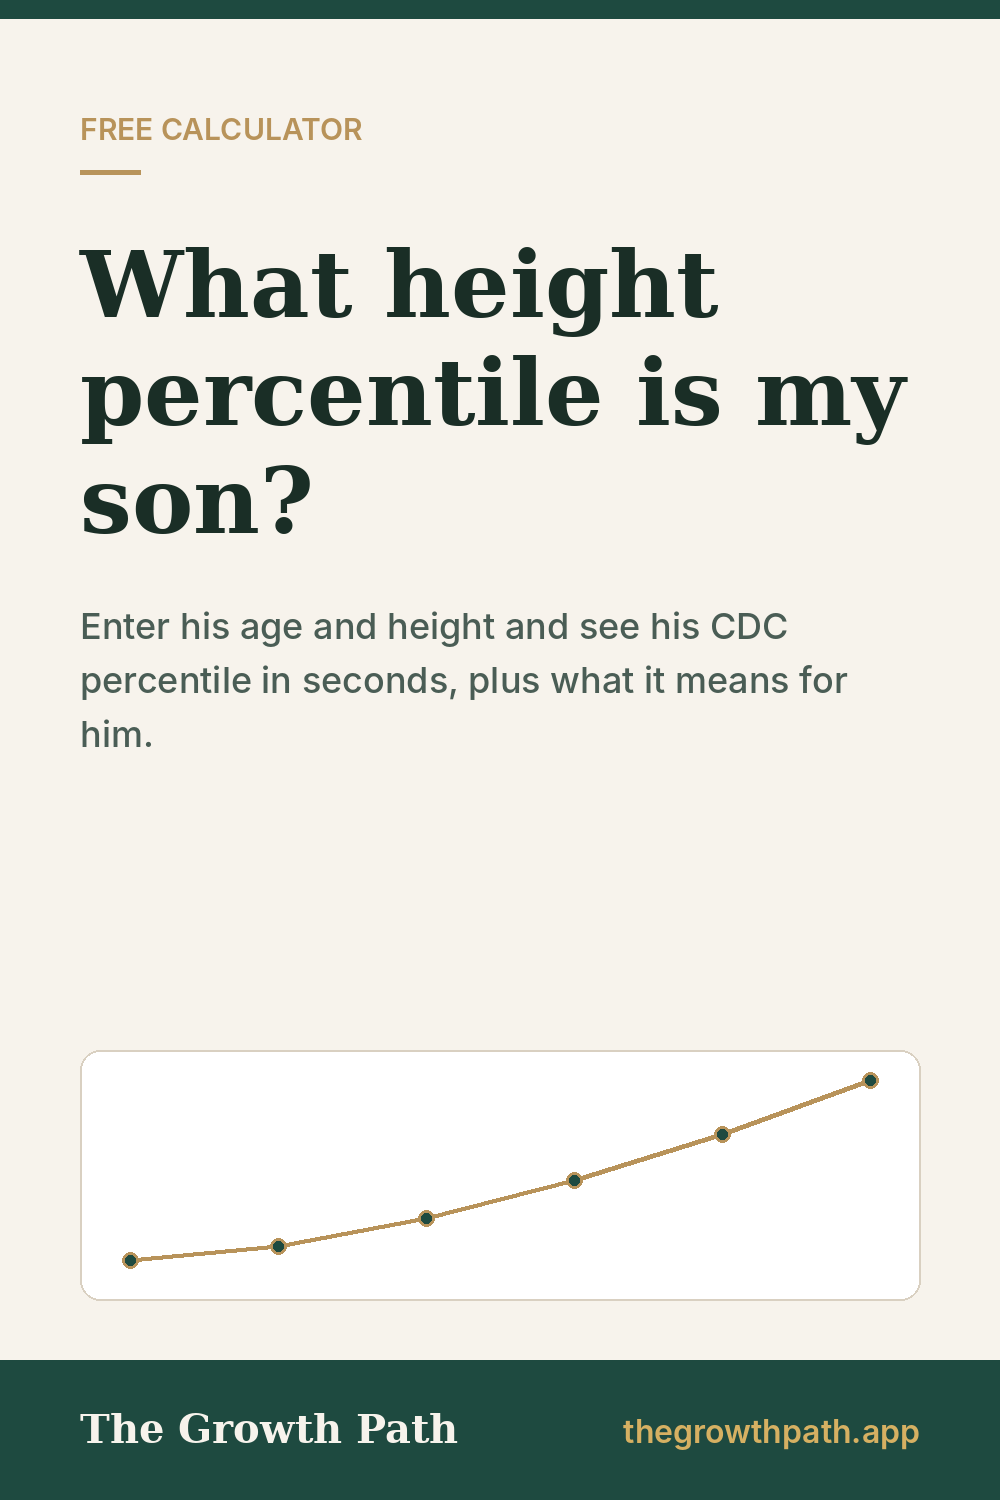 FREE CALCULATOR
What height
percentile is my
son?
Enter his age and height and see his CDC
percentile in seconds, plus what it means for
him.
The Growth Path
thegrowthpath.app